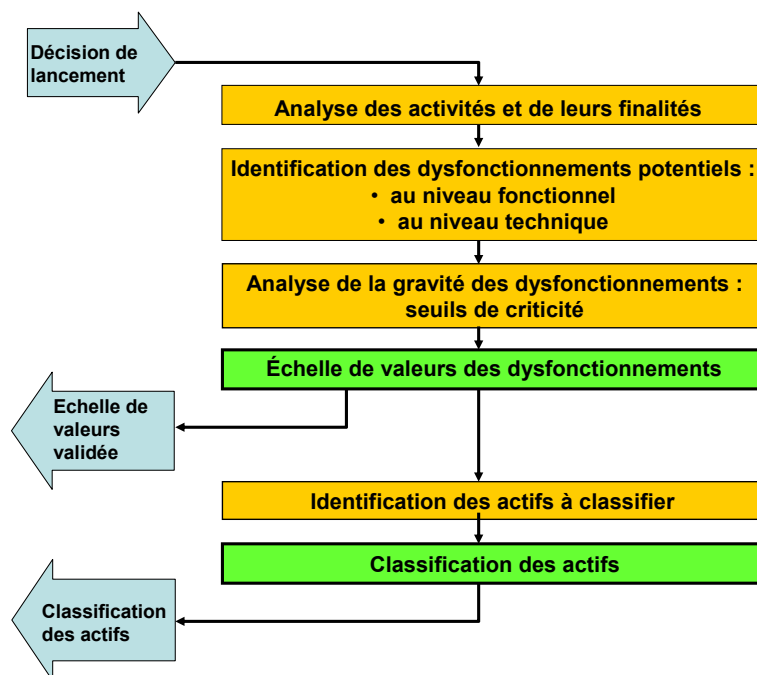 Décision de
lancement
Analyse des activités et de leurs finalités
Identification des dysfonctionnements potentiels :
• au niveau fonctionnel
• au niveau technique
Analyse de la gravité des dysfonctionnements :
seuils de criticité
Échelle de valeurs des dysfonctionnements
Echelle de
valeurs
validée
Identification des actifs à classifier
Classification des actifs
Classification
des actifs